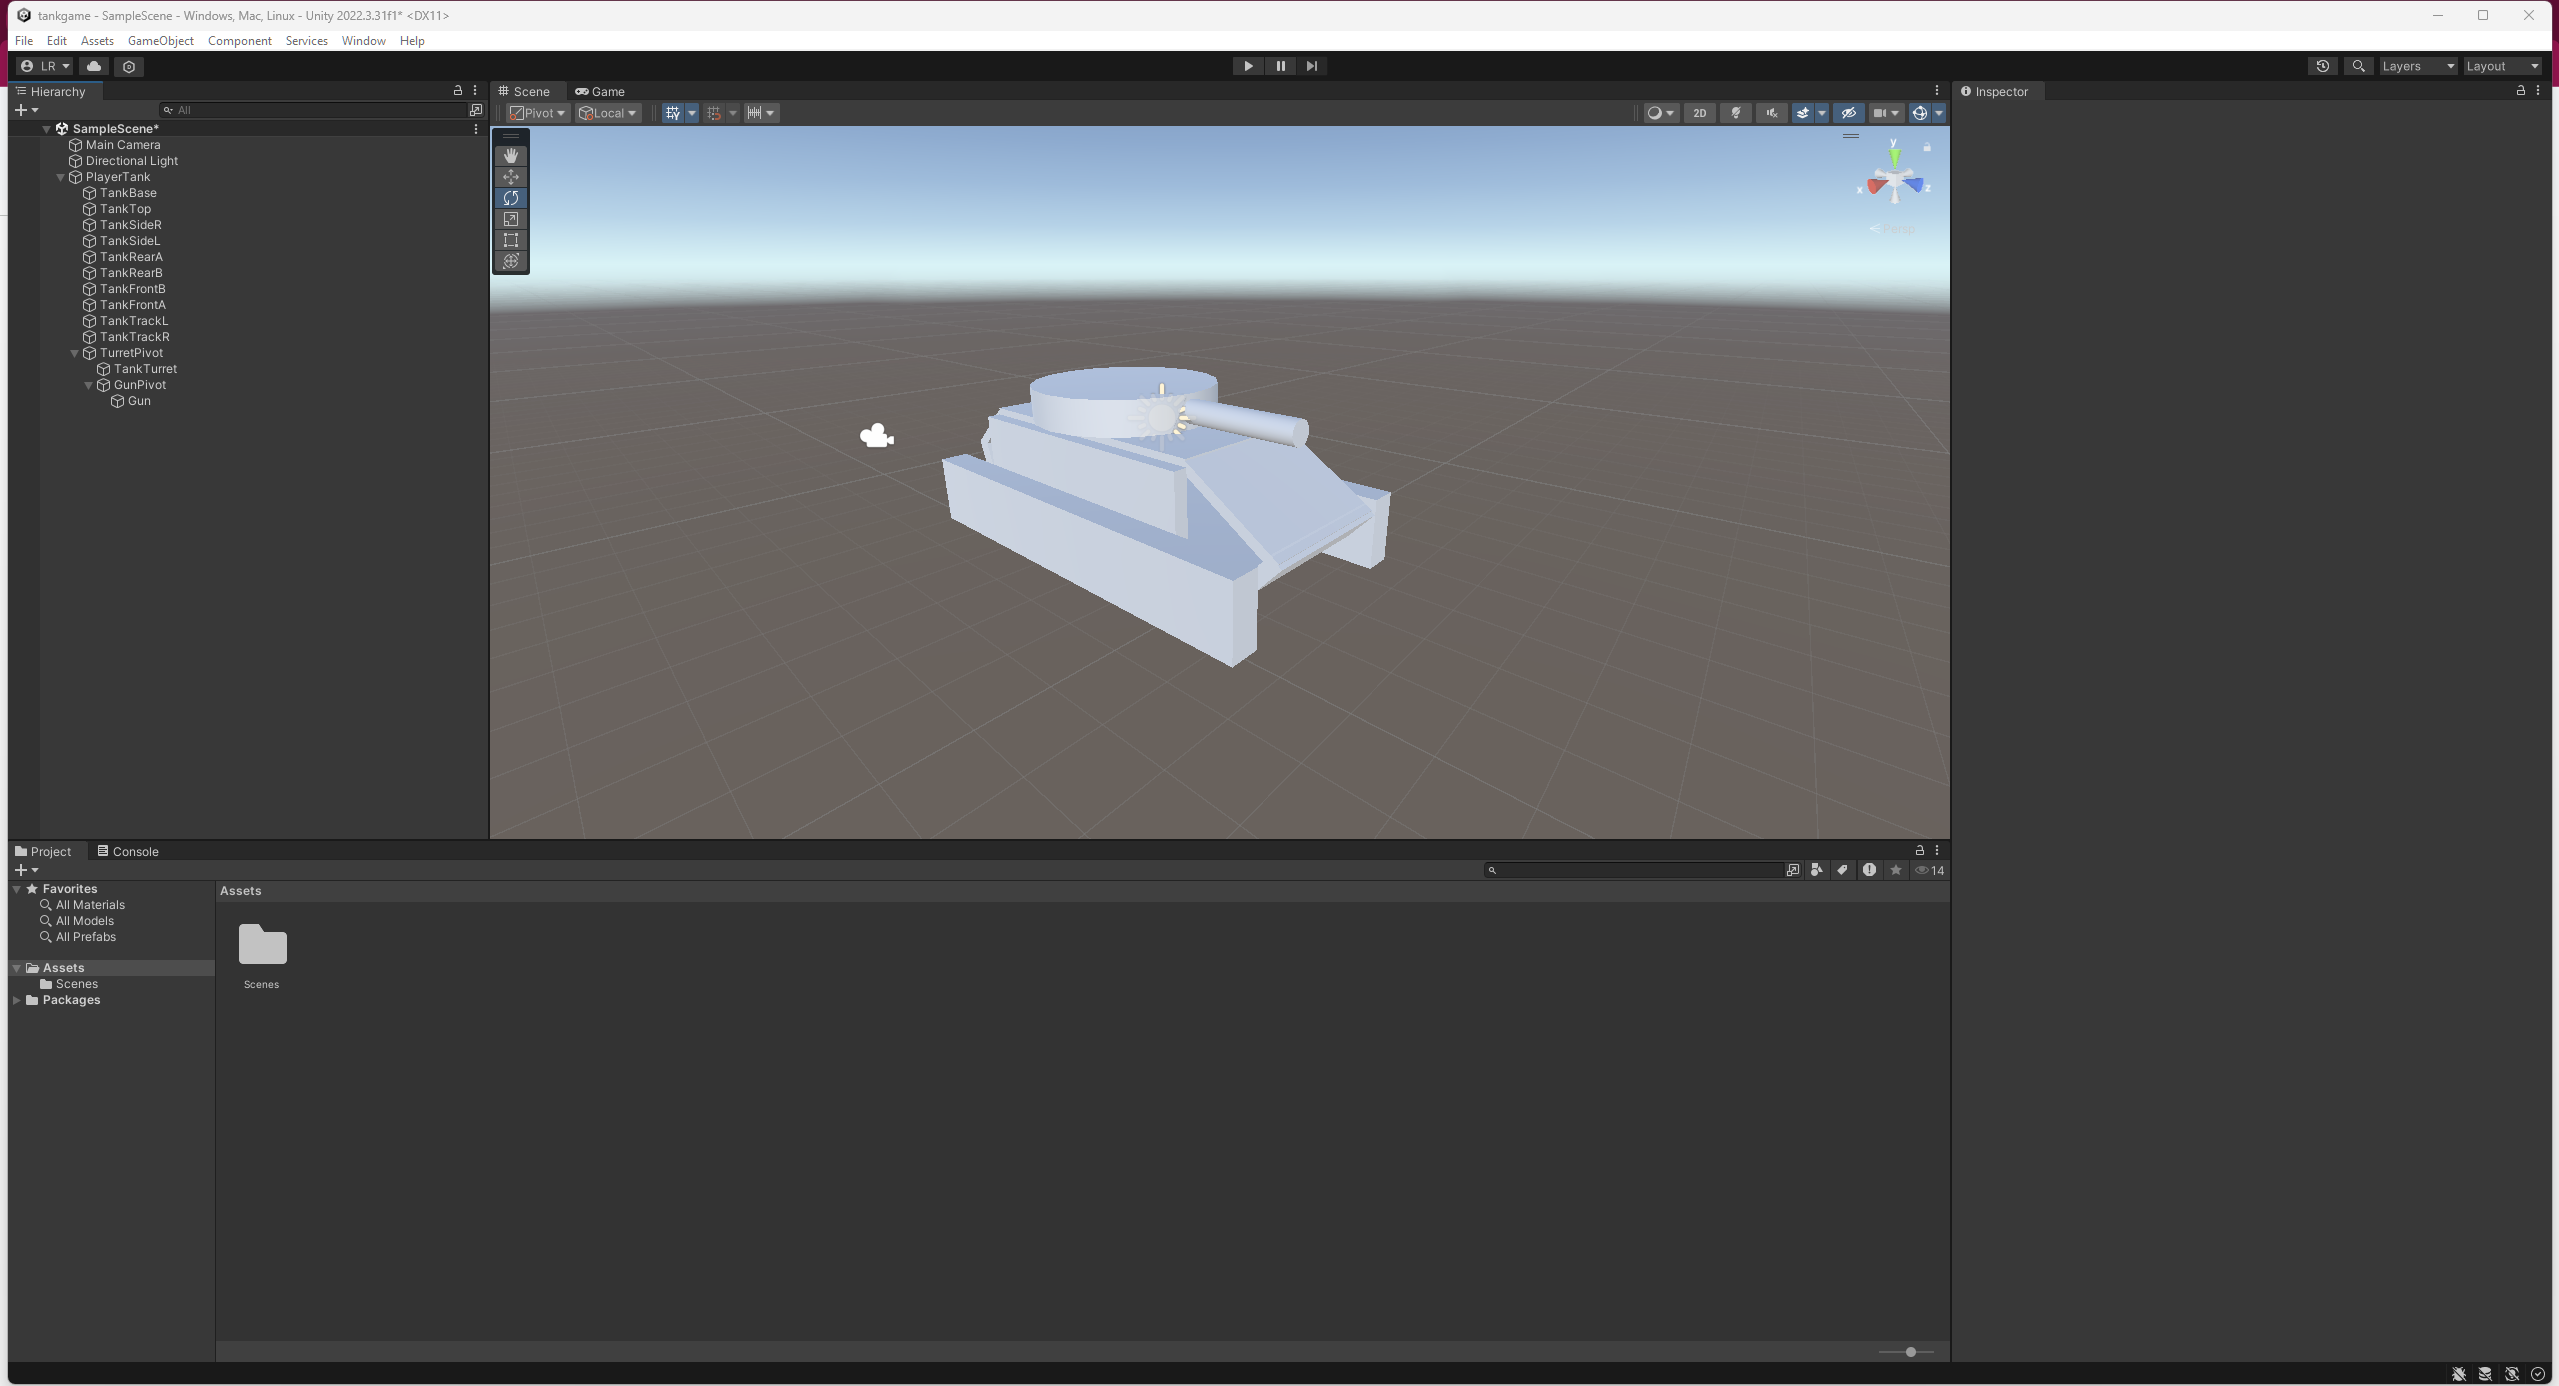 tankgame - SampleScene - Windows, Mac, Linux - Unity 2022.3.31f1* <DX11>
File Edit Assets GameObject Component Services Window Help
LR
Layers
Layout
Hierarchy
All
SampleScene*
Main Camera
Directional Light
PlayerTank
TankBase
TankTop
TankSideR
TankSideL
TankRearA
TankRearB
TankFrontB
TankFrontA
TankTrackL
TankTrackR
TurretPivot
TankTurret
GunPivot
Gun
Scene
Game
Pivot
Local
2D
y
x
z
Persp
Inspector
Project
Console
14
Favorites
All Materials
All Models
All Prefabs
Assets
Scenes
Packages
Assets
Scenes